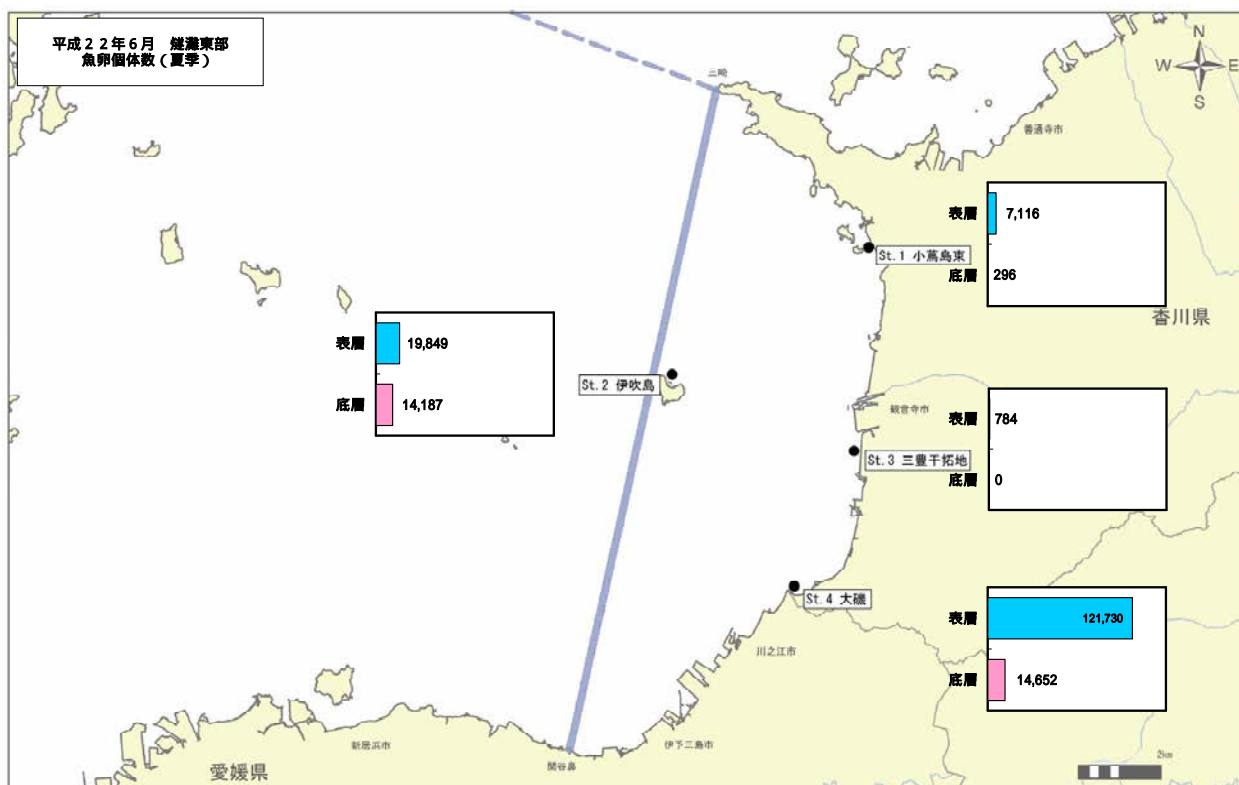 平成２２年６月　燧灘東部
魚卵個体数（夏季）
三崎
N
W
E
S
善通寺市
表層
7,116
St.1 小蔦島東
底層
296
香川県
表層
19,849
St.2 伊吹島
底層
14,187
表層
784
観音寺市
St.3 三豊干拓地
底層
0
St.4 大磯
表層
121,730
川之江市
底層
14,652
新居浜市
伊予三島市
関谷鼻
愛媛県
2km